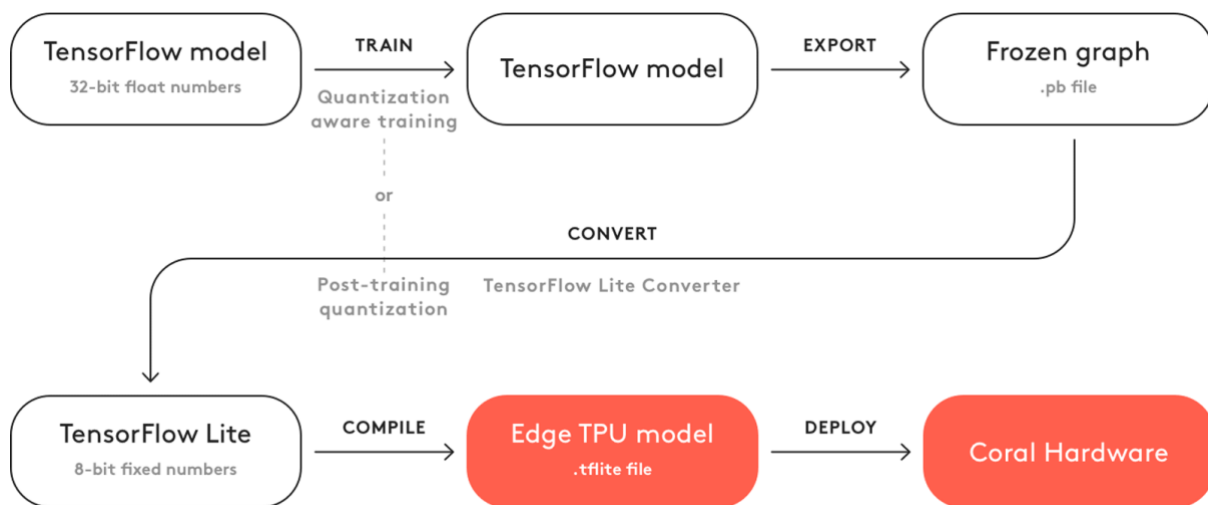 TensorFlow model
32-bit float numbers
TRAIN
Quantization
aware training
TensorFlow model
EXPORT
Frozen graph
.pb file
or
CONVERT
Post-training
quantization
TensorFlow Lite Converter
TensorFlow Lite
8-bit fixed numbers
COMPILE
Edge TPU model
.tflite file
DEPLOY
Coral Hardware